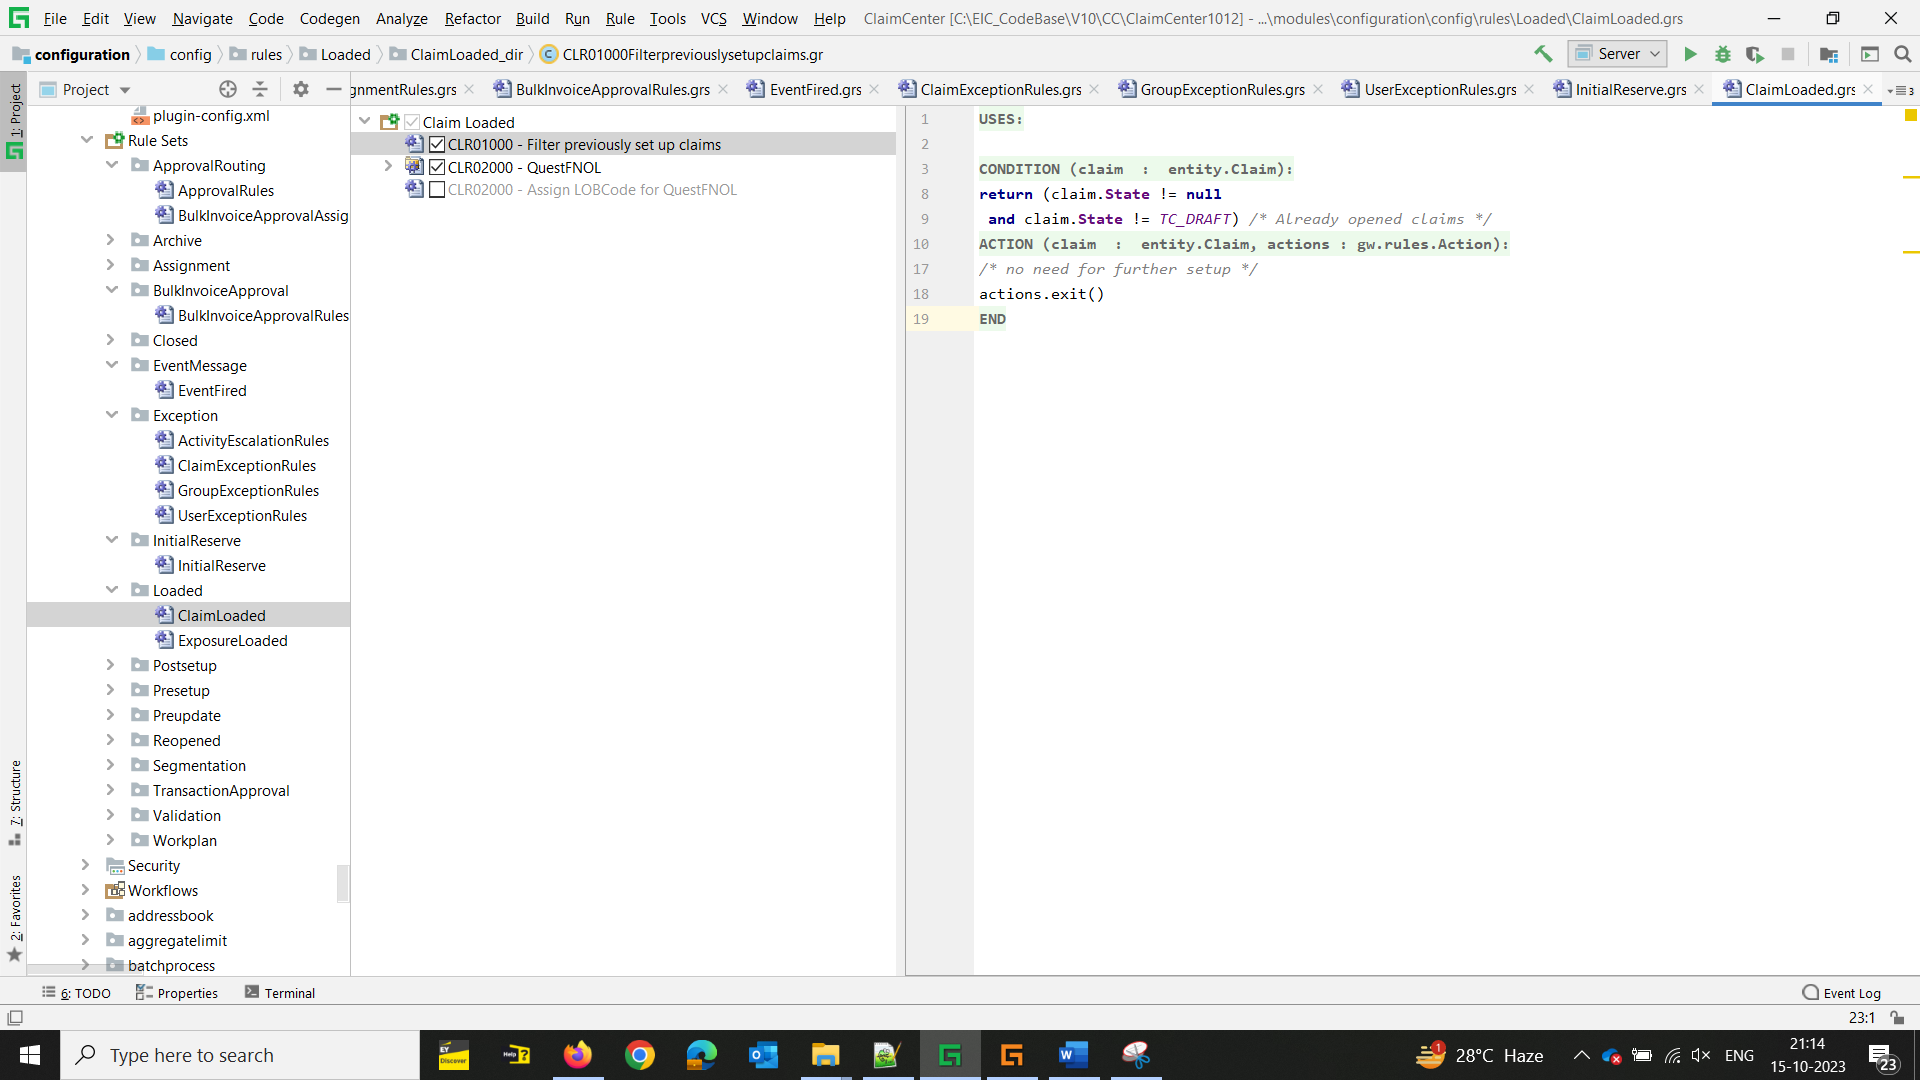 File Edit View Navigate Code Codegen Analyze Refactor Build Run Rule Tools VCS Window Help ClaimCenter [C:\EIC_CodeBase\V10\CC\ClaimCenter1012] - ...\modules\configuration\config\rules\Loaded\ClaimLoaded.grs
configuration config rules Loaded ClaimLoaded_dir CLR01000Filterpreviouslysetupclaims.gr Server
Project gnmentRules.grs BulkInvoiceApprovalRules.grs EventFired.grs ClaimExceptionRules.grs GroupExceptionRules.grs UserExceptionRules.grs InitialReserve.grs ClaimLoaded.grs 3
1: Project
7: Structure
2: Favorites
plugin-config.xml
Rule Sets
ApprovalRouting
ApprovalRules
BulkInvoiceApprovalAssig
Archive
Assignment
BulkInvoiceApproval
BulkInvoiceApprovalRules
Closed
EventMessage
EventFired
Exception
ActivityEscalationRules
ClaimExceptionRules
GroupExceptionRules
UserExceptionRules
InitialReserve
InitialReserve
Loaded
ClaimLoaded
ExposureLoaded
Postsetup
Presetup
Preupdate
Reopened
Segmentation
TransactionApproval
Validation
Workplan
Security
Workflows
addressbook
aggregatelimit
batchprocess
Claim Loaded
CLR01000 - Filter previously set up claims
CLR02000 - QuestFNOL
CLR02000 - Assign LOBCode for QuestFNOL
1 USES:
2
3 CONDITION (claim : entity.Claim):
8 return (claim.State != null
9 and claim.State != TC_DRAFT) /* Already opened claims */
10 ACTION (claim : entity.Claim, actions : gw.rules.Action):
17 /* no need for further setup */
18 actions.exit()
19 END
6: TODO Properties Terminal Event Log
23:1
Type here to search EY Discover Help ? 1 28°C Haze ENG 21:14 15-10-2023 23